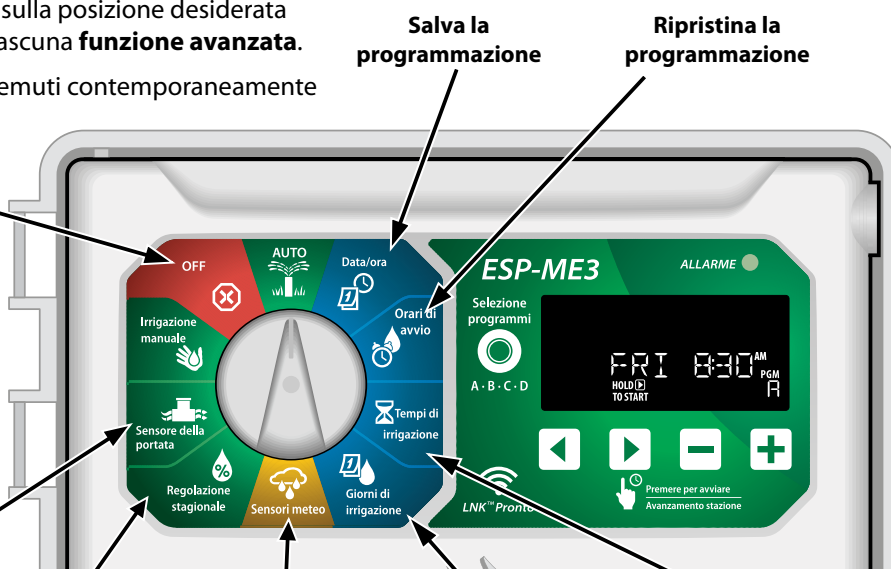 sulla posizione desiderata
ascuna funzione avanzata.
emuti contemporaneamente
Salva la
programmazione
Ripristina la
programmazione
OFF
AUTO
Data/ora
Orari di
avvio
Tempi di
irrigazione
Giorni di
irrigazione
Sensori meteo
Regolazione
stagionale
Sensore della
portata
Irrigazione
manuale
ESP-ME3
ALLARME
Selezione
programmi
A · B · C · D
FRI 8:30 AM
PGM
A
HOLD
TO START
LNK™ Pronto
Premere per avviare
Avanzamento stazione